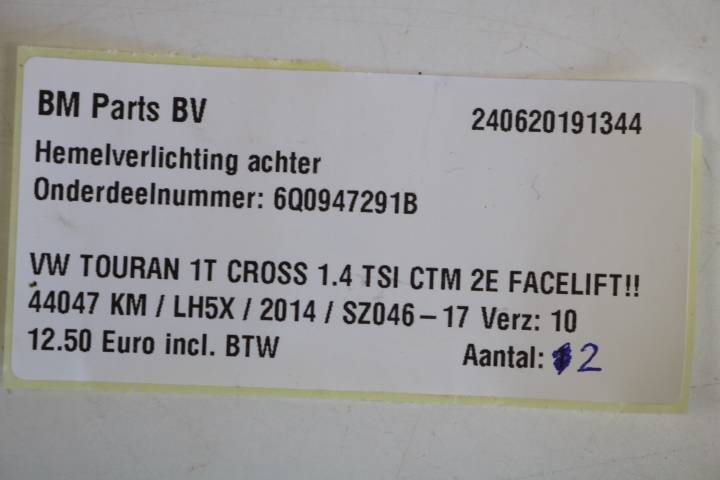 BM Parts BV 240620191344
Hemelverlichting achter
Onderdeelnummer: 6Q0947291B
VW TOURAN 1T CROSS 1.4 TSI CTM 2E FACELIFT!!
44047 KM / LH5X / 2014 / SZ046-17 Verz: 10
12.50 Euro incl. BTW Aantal: 2